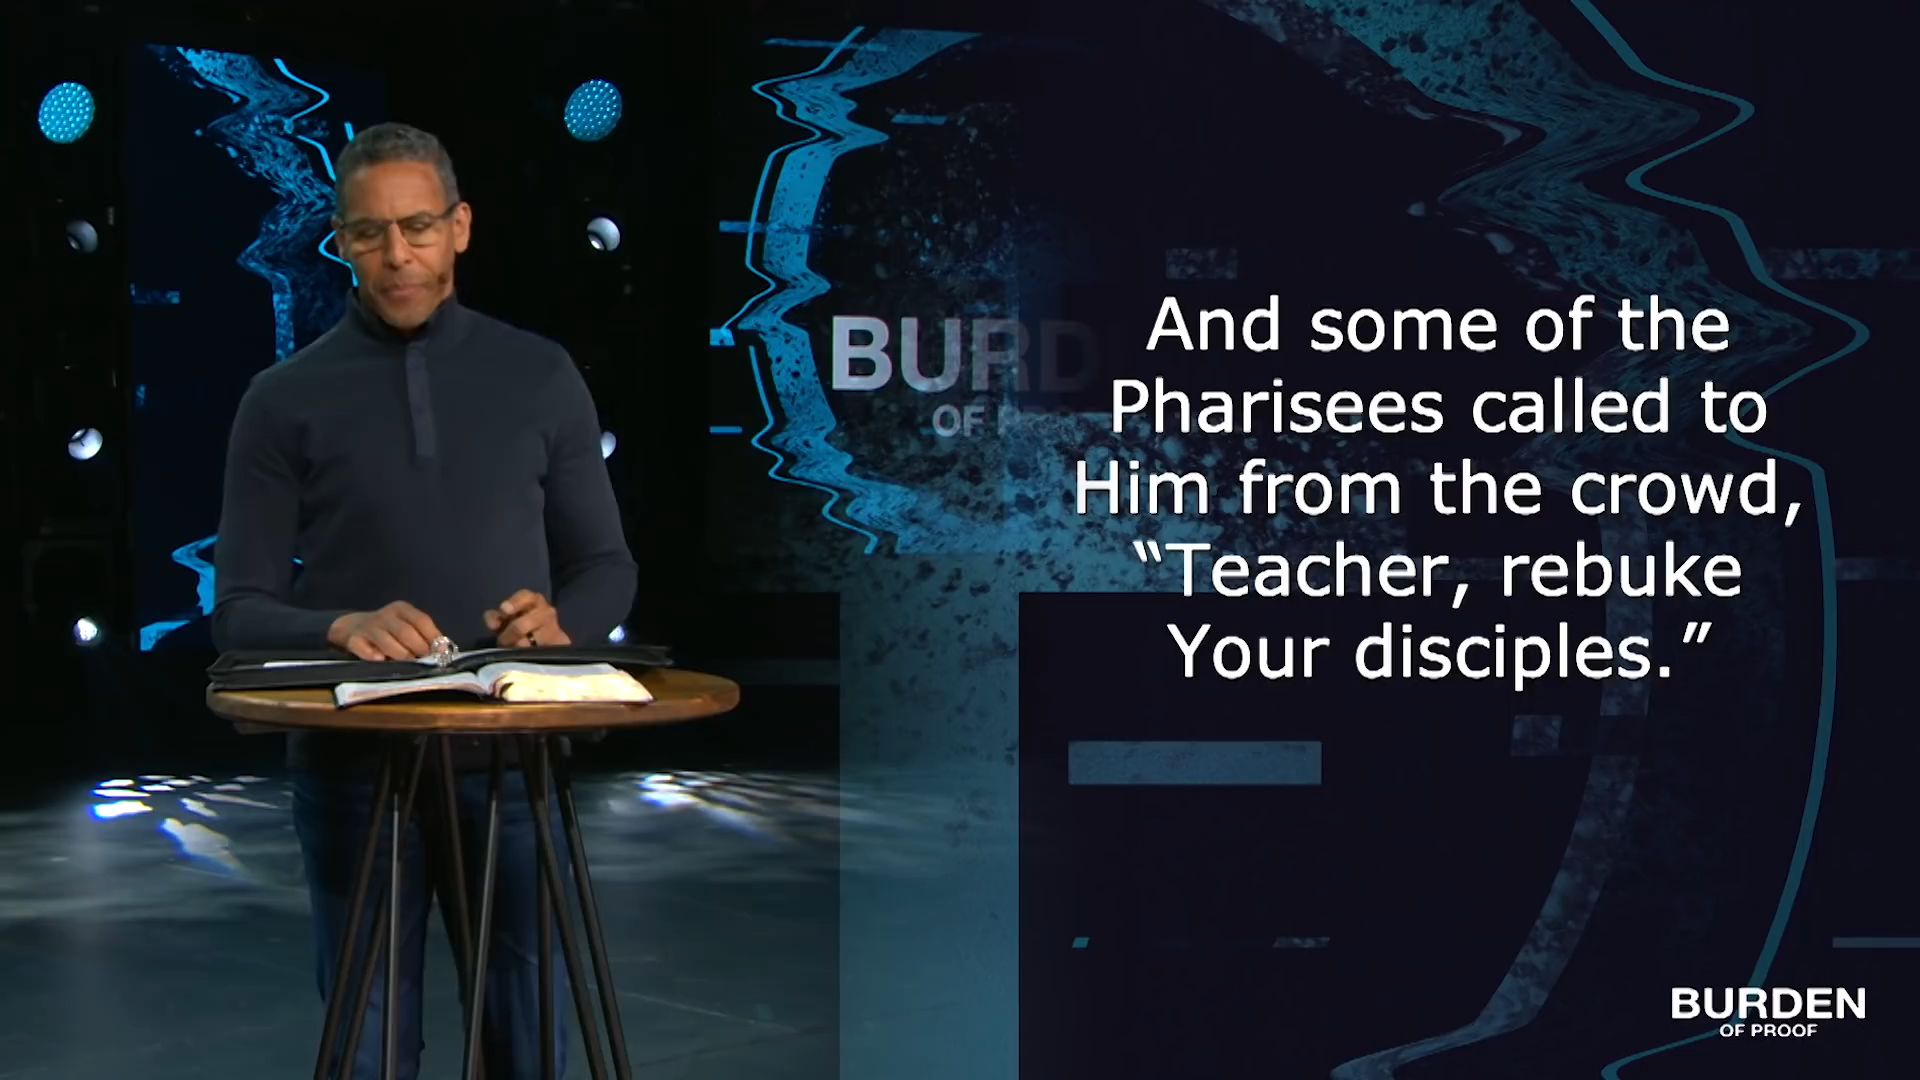 BURD
OF P
And some of the
Pharisees called to
Him from the crowd,
“Teacher, rebuke
Your disciples.”
BURDEN
OF PROOF